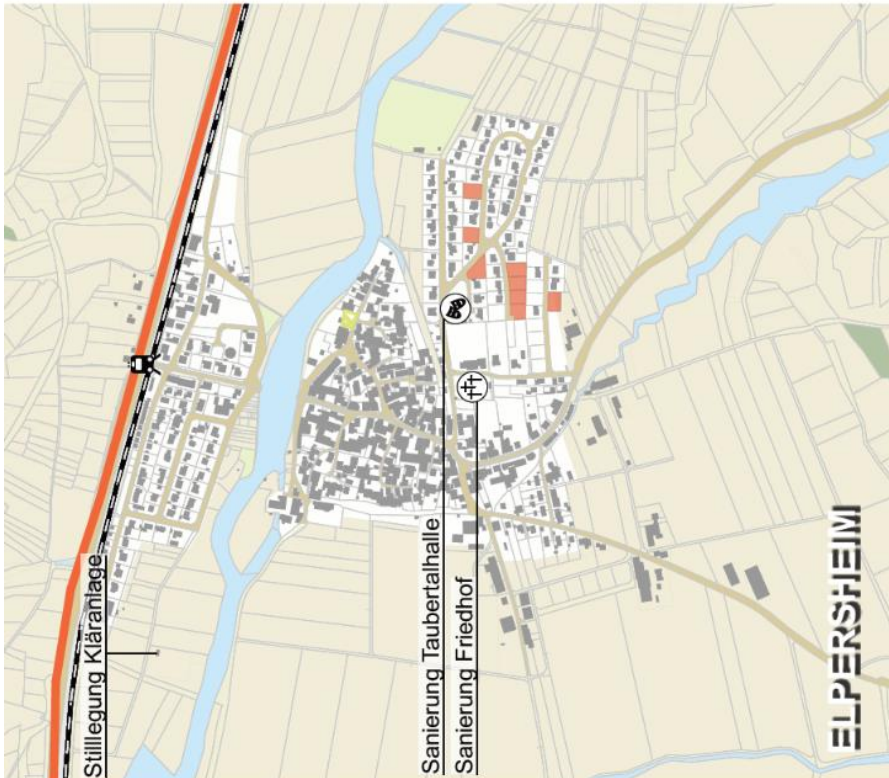 Stilllegung Kläranlage
Sanierung Taubertalhalle
Sanierung Friedhof
ELPERSHEIM